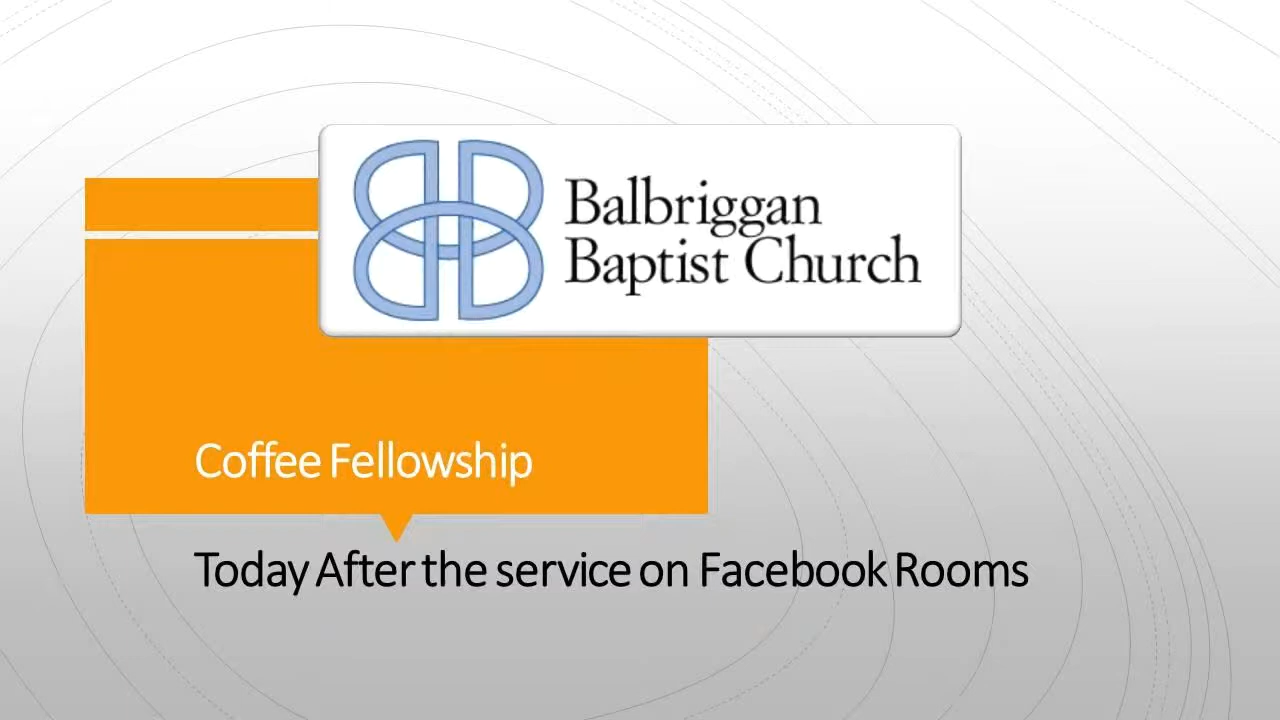 Balbriggan
Baptist Church
Coffee Fellowship
Today After the service on Facebook Rooms